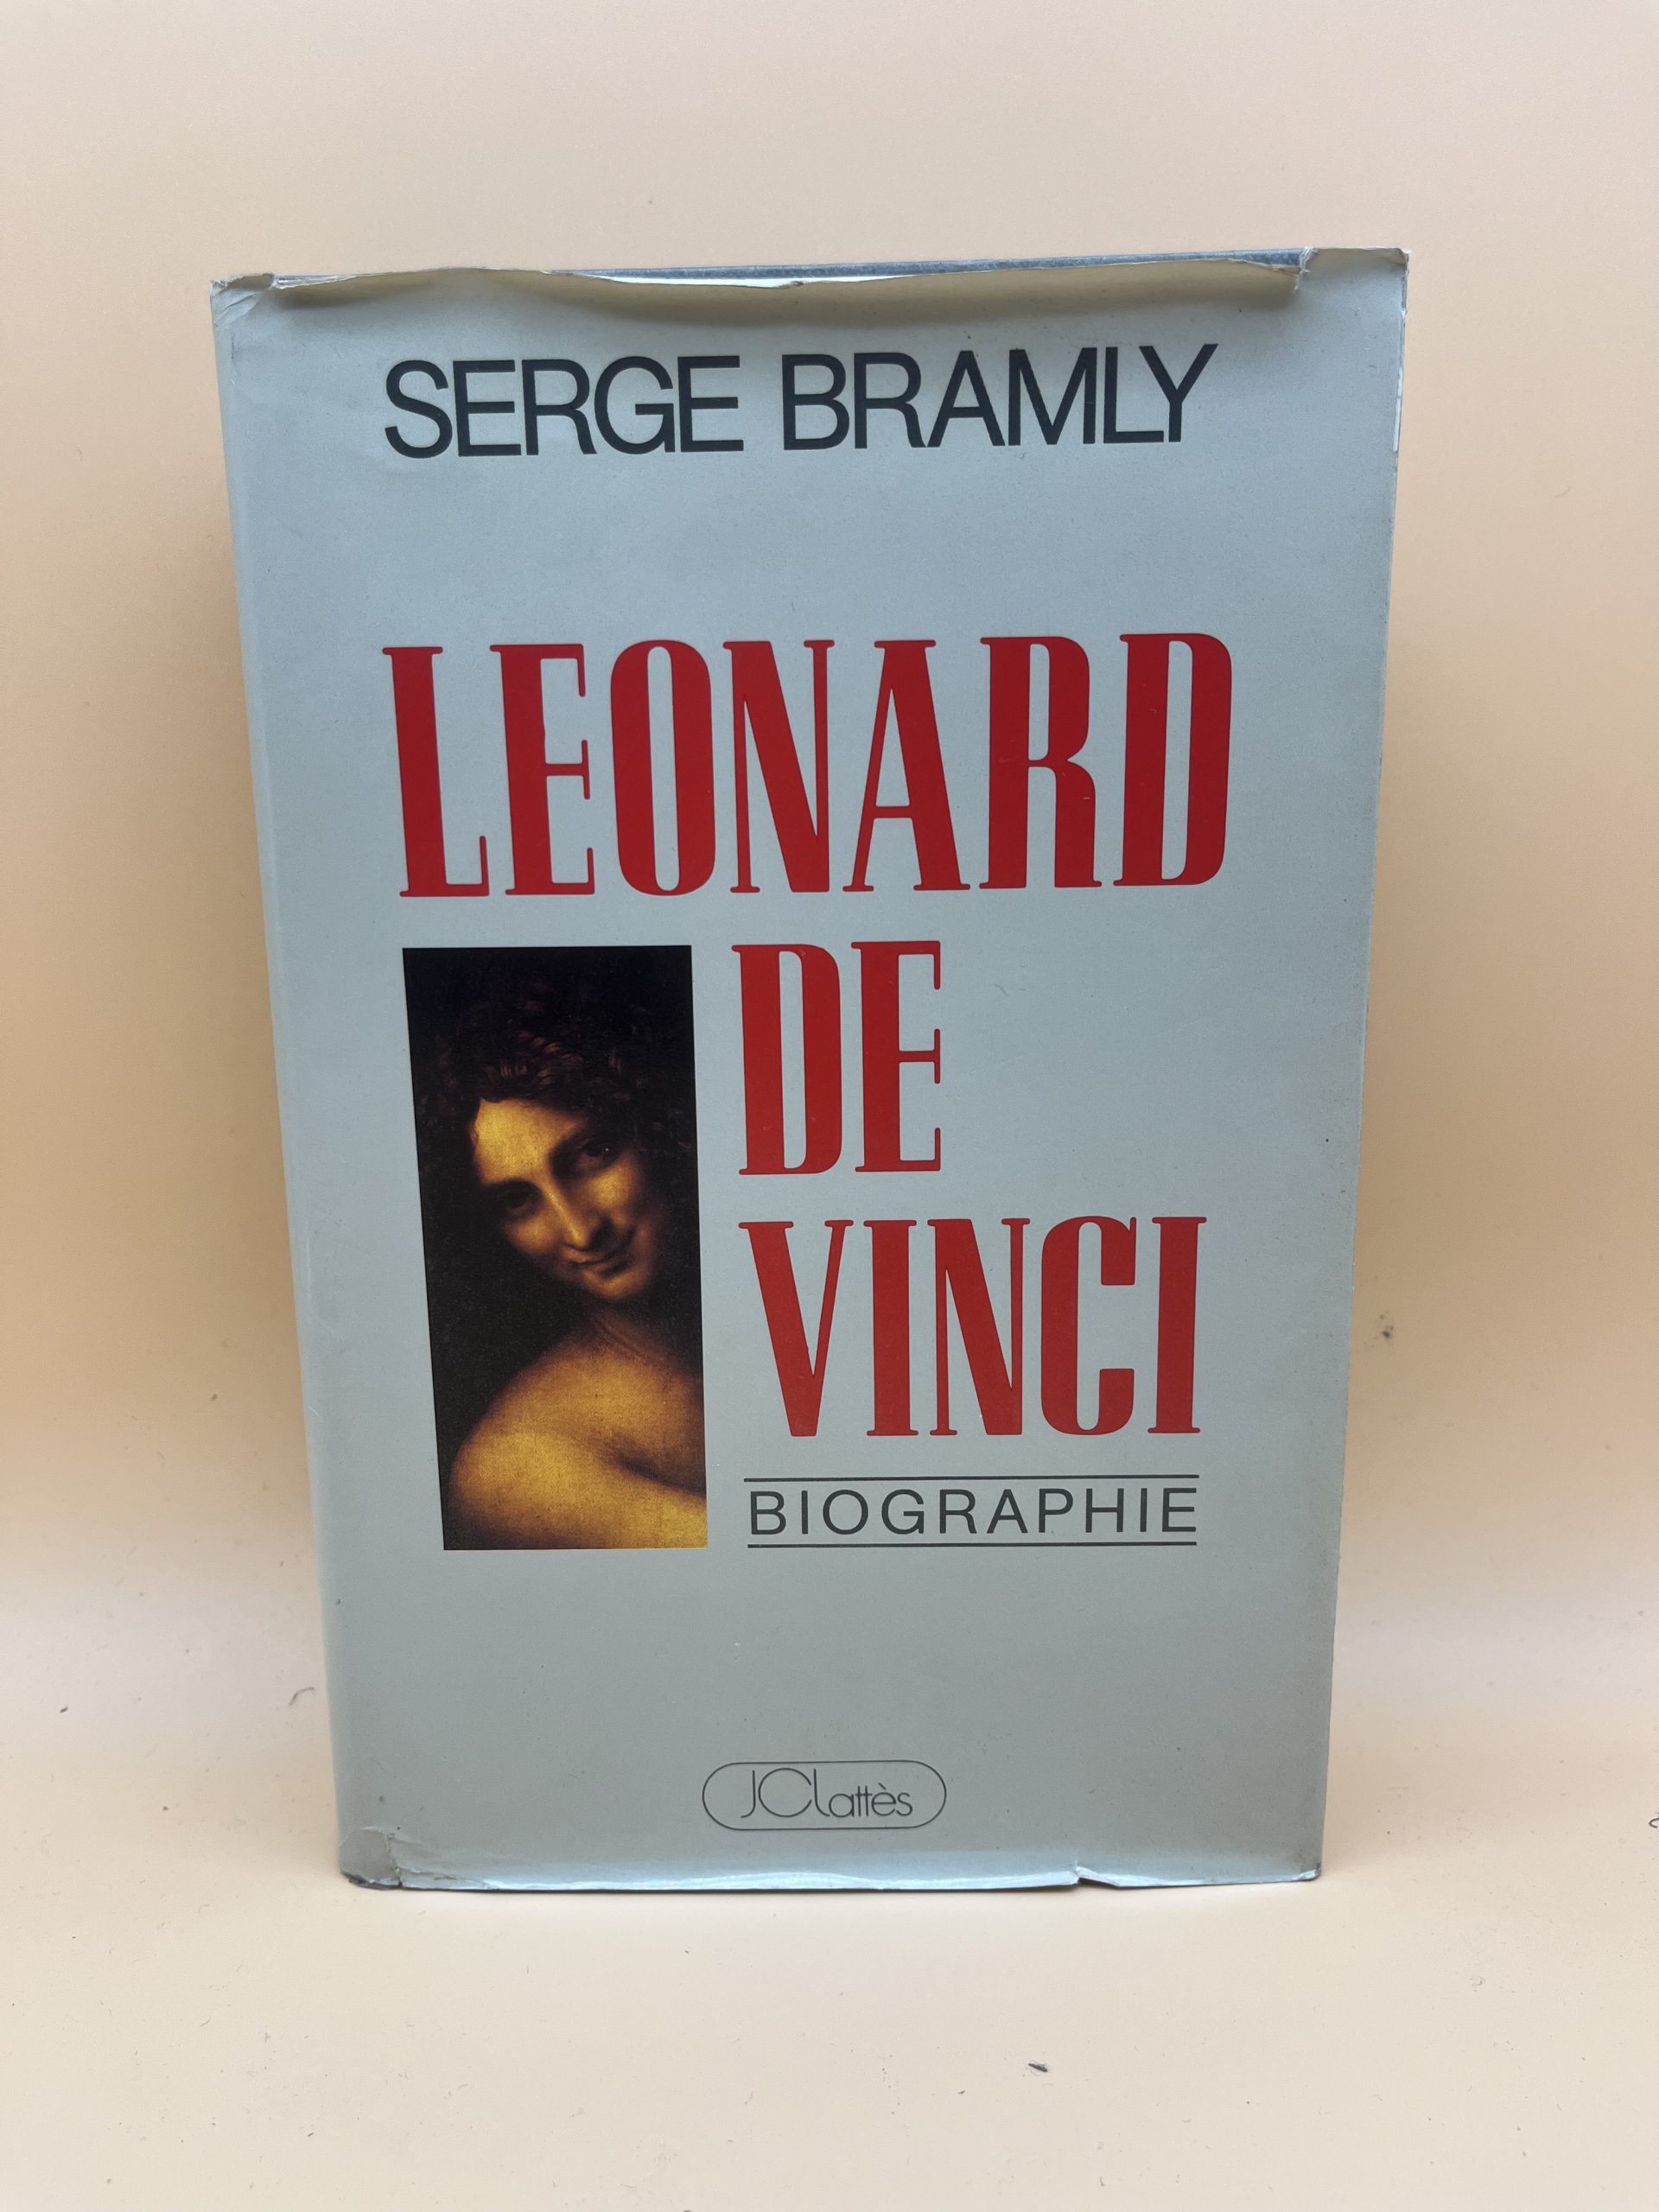 SERGE BRAMLY
LEONARD
DE
VINCI
BIOGRAPHIE
JClattès